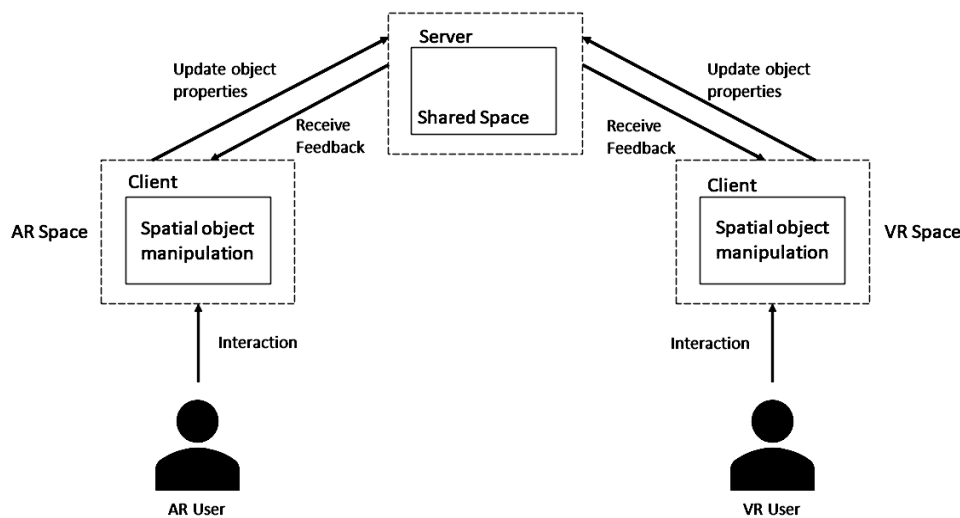 Server
Shared Space
Update object
properties
Receive
Feedback
Update object
properties
Receive
Feedback
Client
Spatial object
manipulation
AR Space
Client
Spatial object
manipulation
VR Space
Interaction
Interaction
AR User
VR User